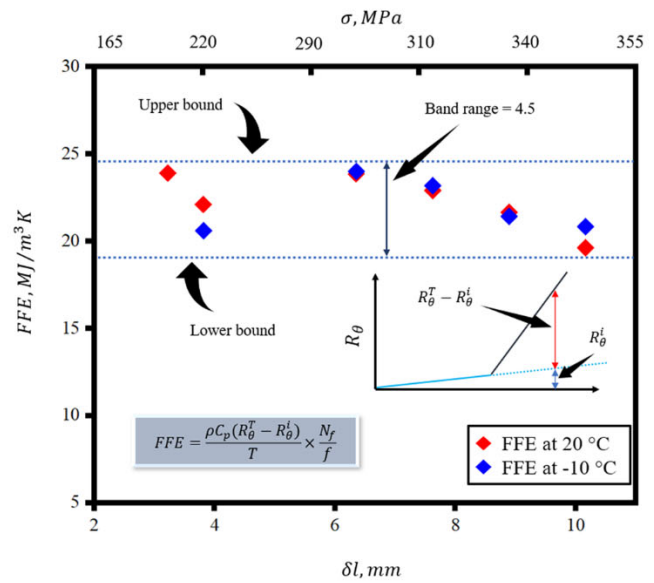 σ, MPa
165 220 290 310 340 355
30
25
20
15
10
5
FFE, MJ/m³K
Upper bound
Band range = 4.5
Lower bound
R_θ
R_θ^T − R_θ^i
R_θ^i
FFE = ρC_p(R_θ^T − R_θ^i)/T × N_f/f
FFE at 20 °C
FFE at -10 °C
2 4 6 8 10
δl, mm